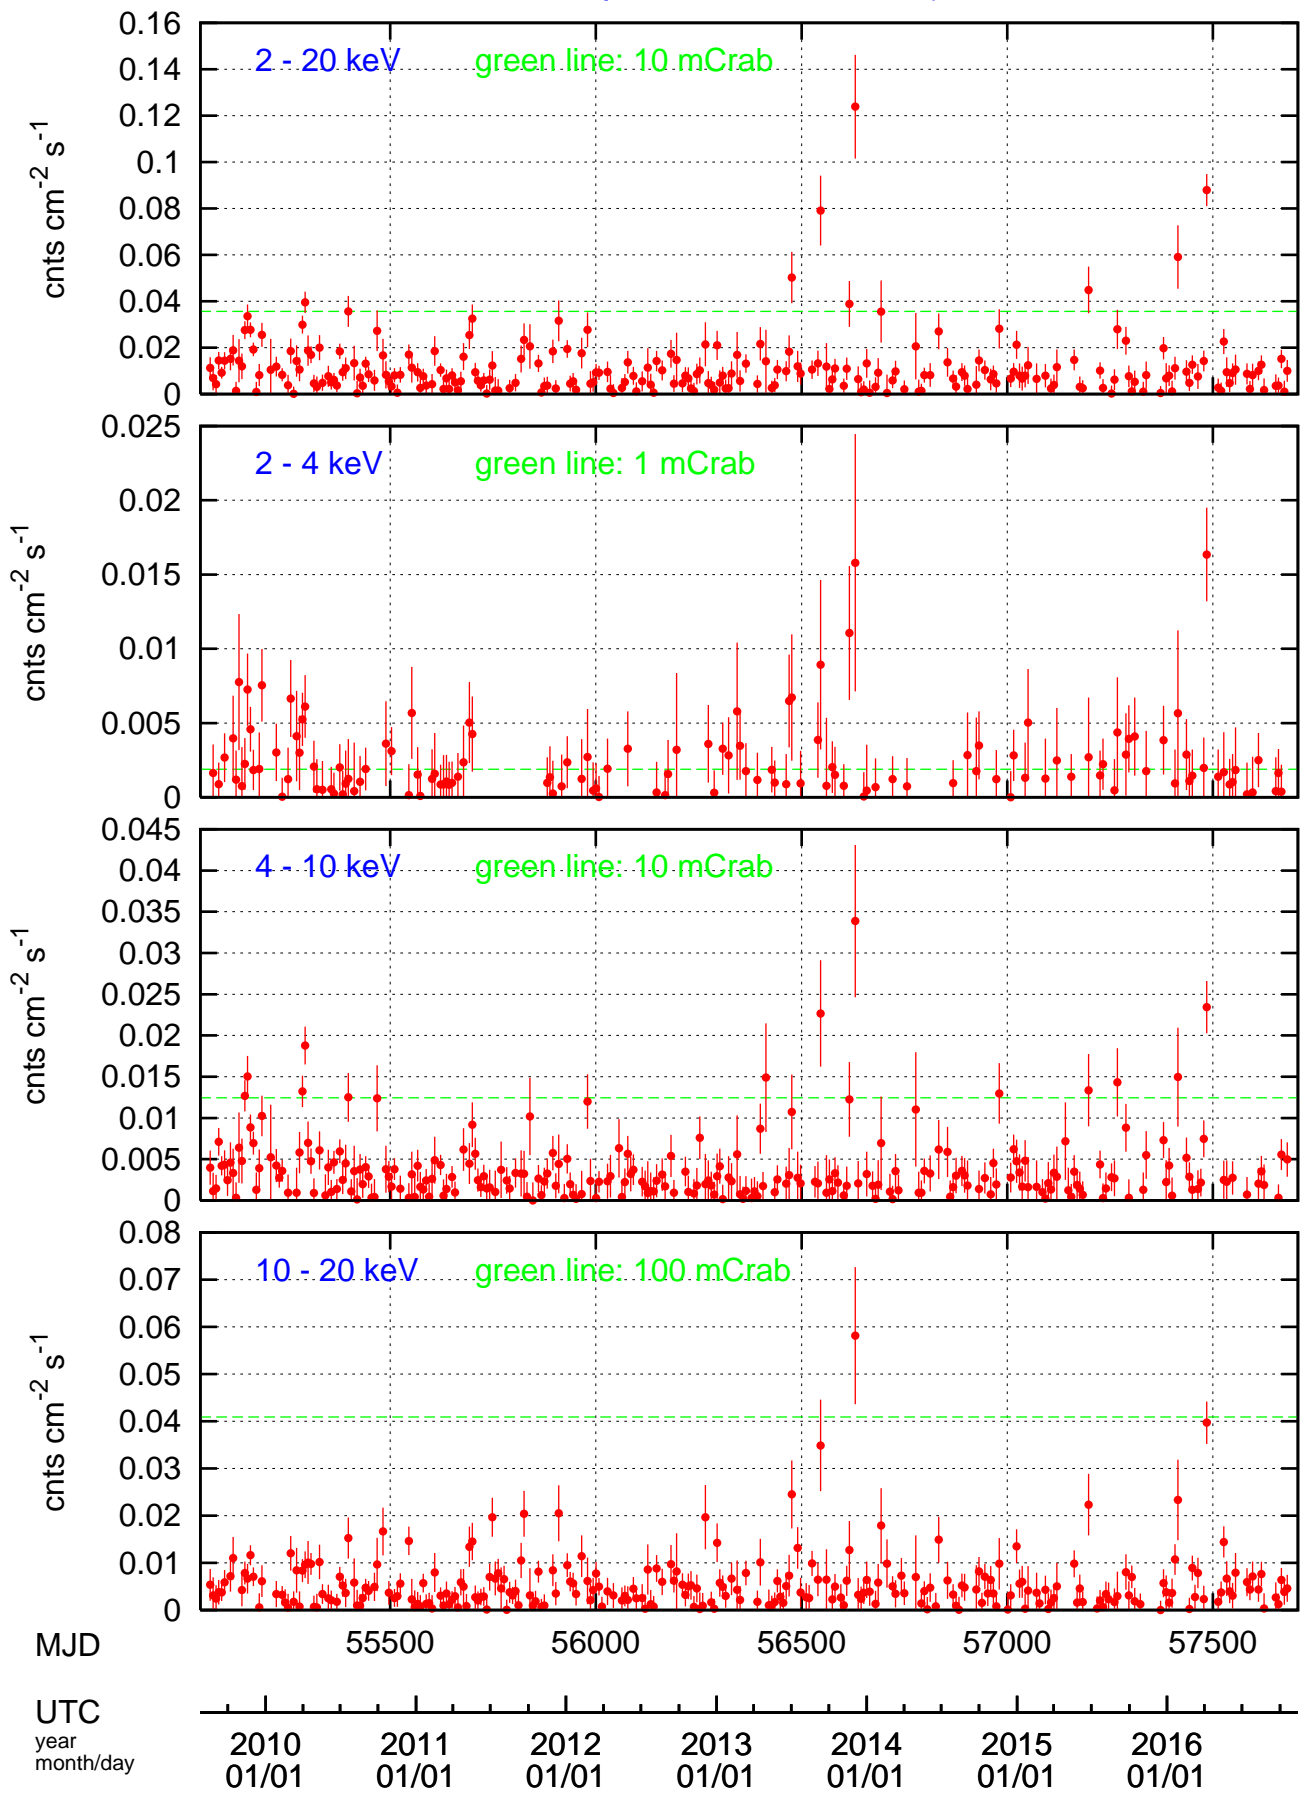 0.16
0.14
0.12
0.1
0.08
0.06
0.04
0.02
0
cnts cm-2 s-1
2 - 20 keV green line: 10 mCrab
0.025
0.02
0.015
0.01
0.005
0
cnts cm-2 s-1
2 - 4 keV green line: 1 mCrab
0.045
0.04
0.035
0.03
0.025
0.02
0.015
0.01
0.005
0
cnts cm-2 s-1
4 - 10 keV green line: 10 mCrab
0.08
0.07
0.06
0.05
0.04
0.03
0.02
0.01
0
cnts cm-2 s-1
10 - 20 keV green line: 100 mCrab
MJD 55500 56000 56500 57000 57500
UTC
year
month/day
2010 2011 2012 2013 2014 2015 2016
01/01 01/01 01/01 01/01 01/01 01/01 01/01